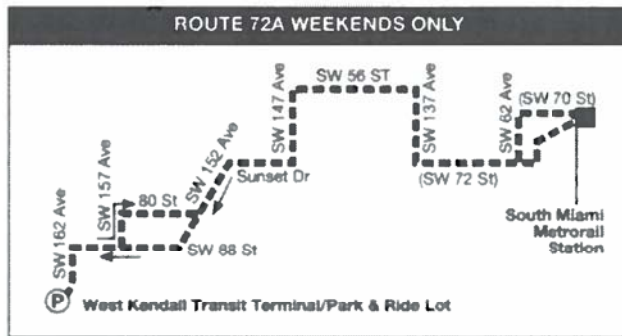 ROUTE 72A WEEKENDS ONLY
SW 162 Ave
SW 157 Ave
80 St
SW 152 Ave
SW 88 St
Sunset Dr
SW 147 Ave
SW 56 ST
SW 137 Ave
(SW 72 St)
SW 62 Ave
(SW 70 St)
South Miami
Metrorail
Station
P West Kendall Transit Terminal/Park & Ride Lot